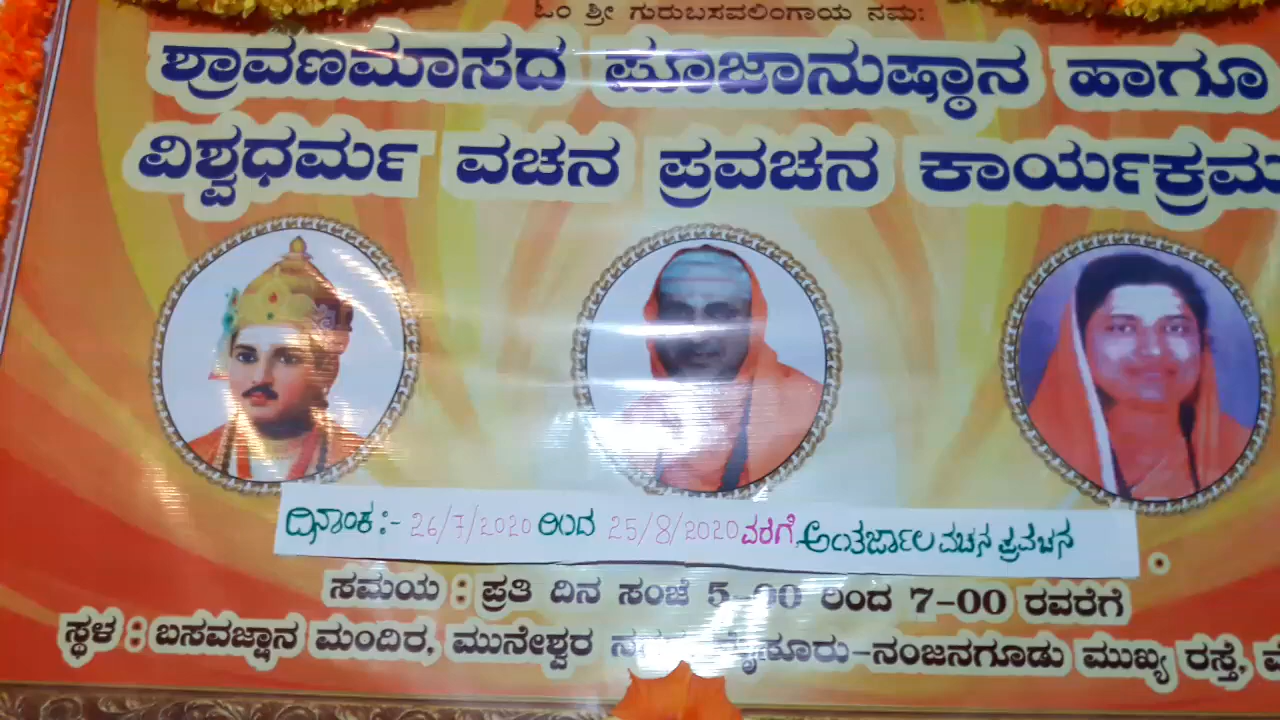 ಓಂ ಶ್ರೀ ಗುರುಬಸವಲಿಂಗಾಯ ನಮ:
ಶ್ರಾವಣಮಾಸದ ಪೂಜಾನುಷ್ಠಾನ ಹಾಗೂ
ವಿಶ್ವಧರ್ಮ ವಚನ ಪ್ರವಚನ ಕಾರ್ಯಕ್ರಮ
ದಿನಾಂಕ:- 26/7/2020 ರಿಂದ 25/8/2020 ವರಗೆ ಅಂತರ್ಜಾಲ ವಚನ ಪ್ರವಚನ
ಸಮಯ : ಪ್ರತಿ ದಿನ ಸಂಜೆ 5-00 ರಿಂದ 7-00 ರವರೆಗೆ
ಸ್ಥಳ : ಬಸವಜ್ಞಾನ ಮಂದಿರ, ಮುನೇಶ್ವರ ಮೈಸೂರು-ನಂಜನಗೂಡು ಮುಖ್ಯ ರಸ್ತೆ,